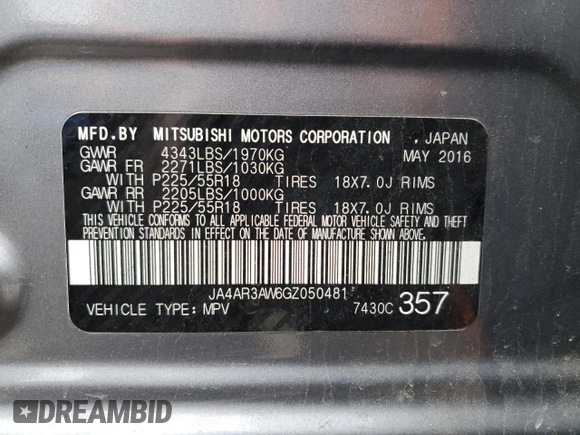 MFD.BY MITSUBISHI MOTORS CORPORATION , JAPAN
GVWR 4343LBS/1970KG MAY 2016
GAWR FR 2271LBS/1030KG
WITH P225/55R18 TIRES 18X7.0J RIMS
GAWR RR 2205LBS/1000KG
WITH P225/55R18 TIRES 18X7.0J RIMS
THIS VEHICLE CONFORMS TO ALL APPLICABLE FEDERAL MOTOR VEHICLE SAFETY AND THEFT
PREVENTION STANDARDS IN EFFECT ON THE DATE OF MANUFACTURE SHOWN ABOVE.
JA4AR3AW6GZ050481
VEHICLE TYPE: MPV 7430C 357
DREAMBID